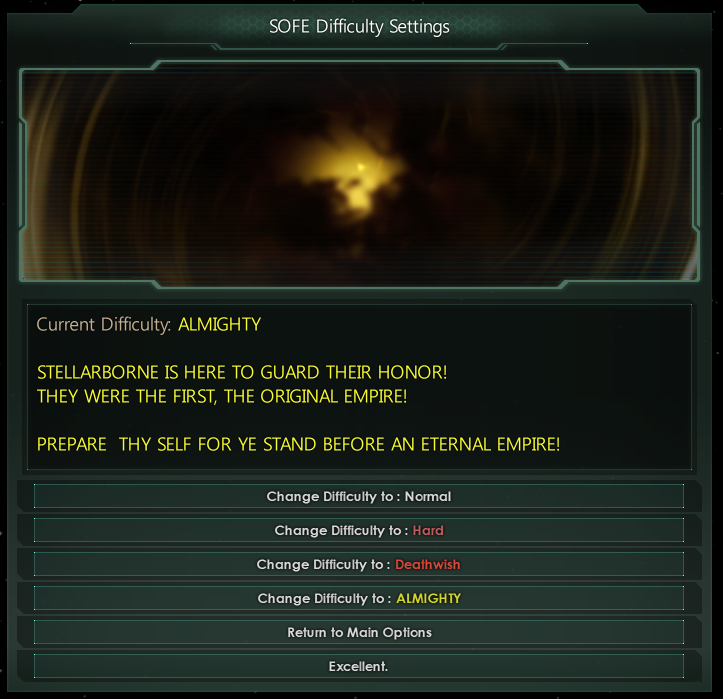 SOFE Difficulty Settings
Current Difficulty: ALMIGHTY
STELLARBORNE IS HERE TO GUARD THEIR HONOR!
THEY WERE THE FIRST, THE ORIGINAL EMPIRE!
PREPARE  THY SELF FOR YE STAND BEFORE AN ETERNAL EMPIRE!
Change Difficulty to : Normal
Change Difficulty to : Hard
Change Difficulty to : Deathwish
Change Difficulty to : ALMIGHTY
Return to Main Options
Excellent.